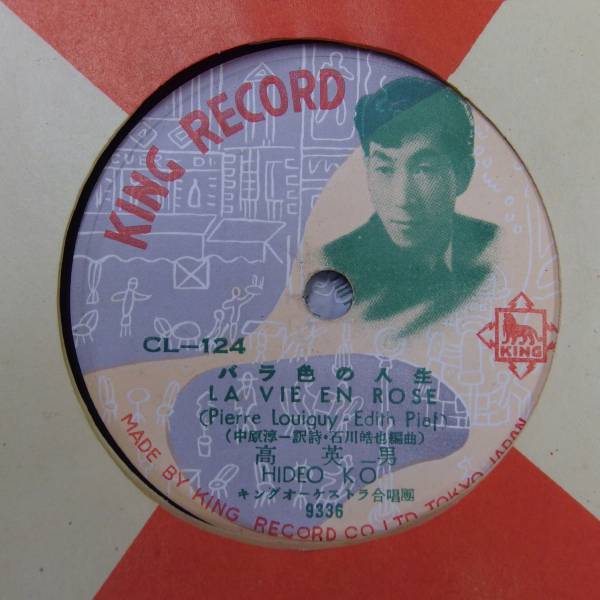 KING RECORD
KING
CL-124
バラ色の人生
LA VIE EN ROSE
(Pierre Louiguy - Edith Piaf)
(中原淳一訳詩・石川皓也編曲)
高英男
HIDEO KO
キングオーケストラ合唱團
9336
MADE BY KING RECORD CO., LTD. TOKYO JAPAN